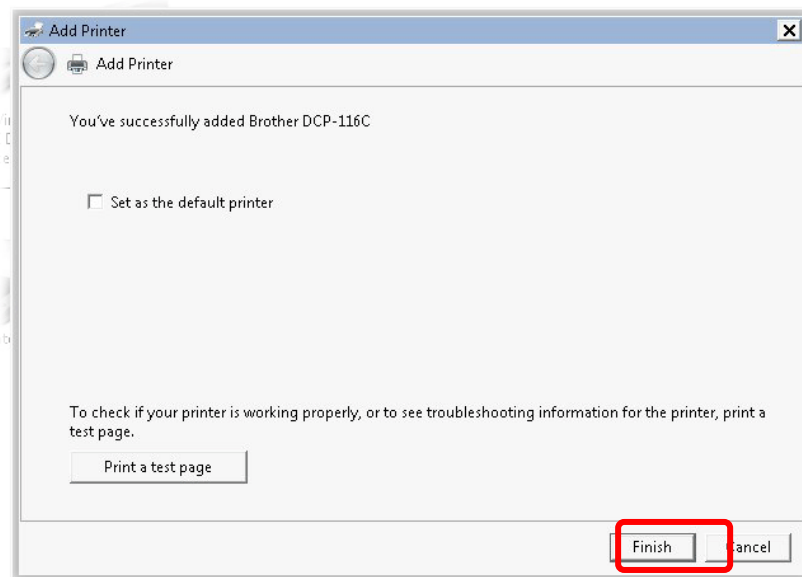 Add Printer
Add Printer
You've successfully added Brother DCP-116C
Set as the default printer
To check if your printer is working properly, or to see troubleshooting information for the printer, print a
test page.
Print a test page
Finish
Cancel